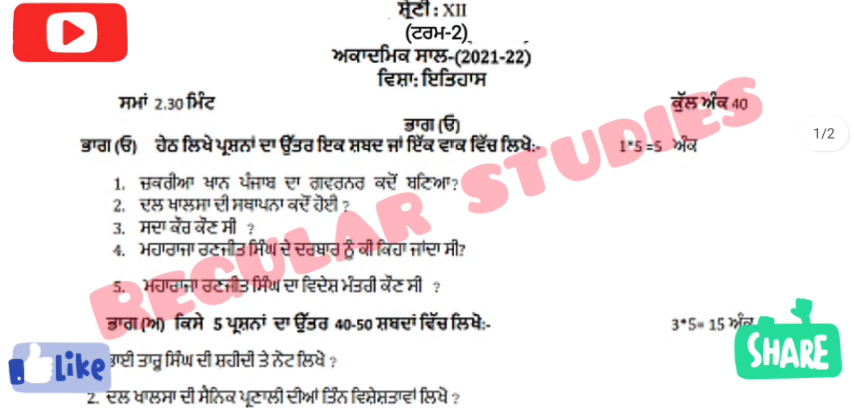 ਸ਼੍ਰੇਣੀ : XII
(ਟਰਮ-2)
ਅਕਾਦਮਿਕ ਸਾਲ-(2021-22)
ਵਿਸ਼ਾ: ਇਤਿਹਾਸ
ਸਮਾਂ 2.30 ਮਿੰਟ ਕੁੱਲ ਅੰਕ 40
ਭਾਗ (ੳ)
1/2
ਭਾਗ (ੳ) ਹੇਠ ਲਿਖੇ ਪ੍ਰਸ਼ਨਾਂ ਦਾ ਉੱਤਰ ਇਕ ਸ਼ਬਦ ਜਾਂ ਇੱਕ ਵਾਕ ਵਿੱਚ ਲਿਖੋ:- 1*5 =5 ਅੰਕ
1. ਜ਼ਕਰੀਆ ਖਾਨ ਪੰਜਾਬ ਦਾ ਗਵਰਨਰ ਕਦੋਂ ਬਣਿਆ?
2. ਦਲ ਖਾਲਸਾ ਦੀ ਸਥਾਪਨਾ ਕਦੋਂ ਹੋਈ ?
3. ਸਦਾ ਕੌਰ ਕੌਣ ਸੀ ?
4. ਮਹਾਰਾਜਾ ਰਣਜੀਤ ਸਿੰਘ ਦੇ ਦਰਬਾਰ ਨੂੰ ਕੀ ਕਿਹਾ ਜਾਂਦਾ ਸੀ?
5. ਮਹਾਰਾਜਾ ਰਣਜੀਤ ਸਿੰਘ ਦਾ ਵਿਦੇਸ਼ ਮੰਤਰੀ ਕੌਣ ਸੀ ?
REGULAR STUDIES
ਭਾਗ (ਅ) ਕਿਸੇ 5 ਪ੍ਰਸ਼ਨਾਂ ਦਾ ਉੱਤਰ 40-50 ਸ਼ਬਦਾਂ ਵਿੱਚ ਲਿਖੋ:- 3*5= 15 ਅੰਕ
ਭਾਈ ਤਾਰੂ ਸਿੰਘ ਦੀ ਸ਼ਹੀਦੀ ਤੇ ਨੋਟ ਲਿਖੋ ?
Like
SHARE
2. ਦਲ ਖਾਲਸਾ ਦੀ ਸੈਨਿਕ ਪ੍ਰਣਾਲੀ ਦੀਆਂ ਤਿੰਨ ਵਿਸ਼ੇਸ਼ਤਾਵਾਂ ਲਿਖੋ ?